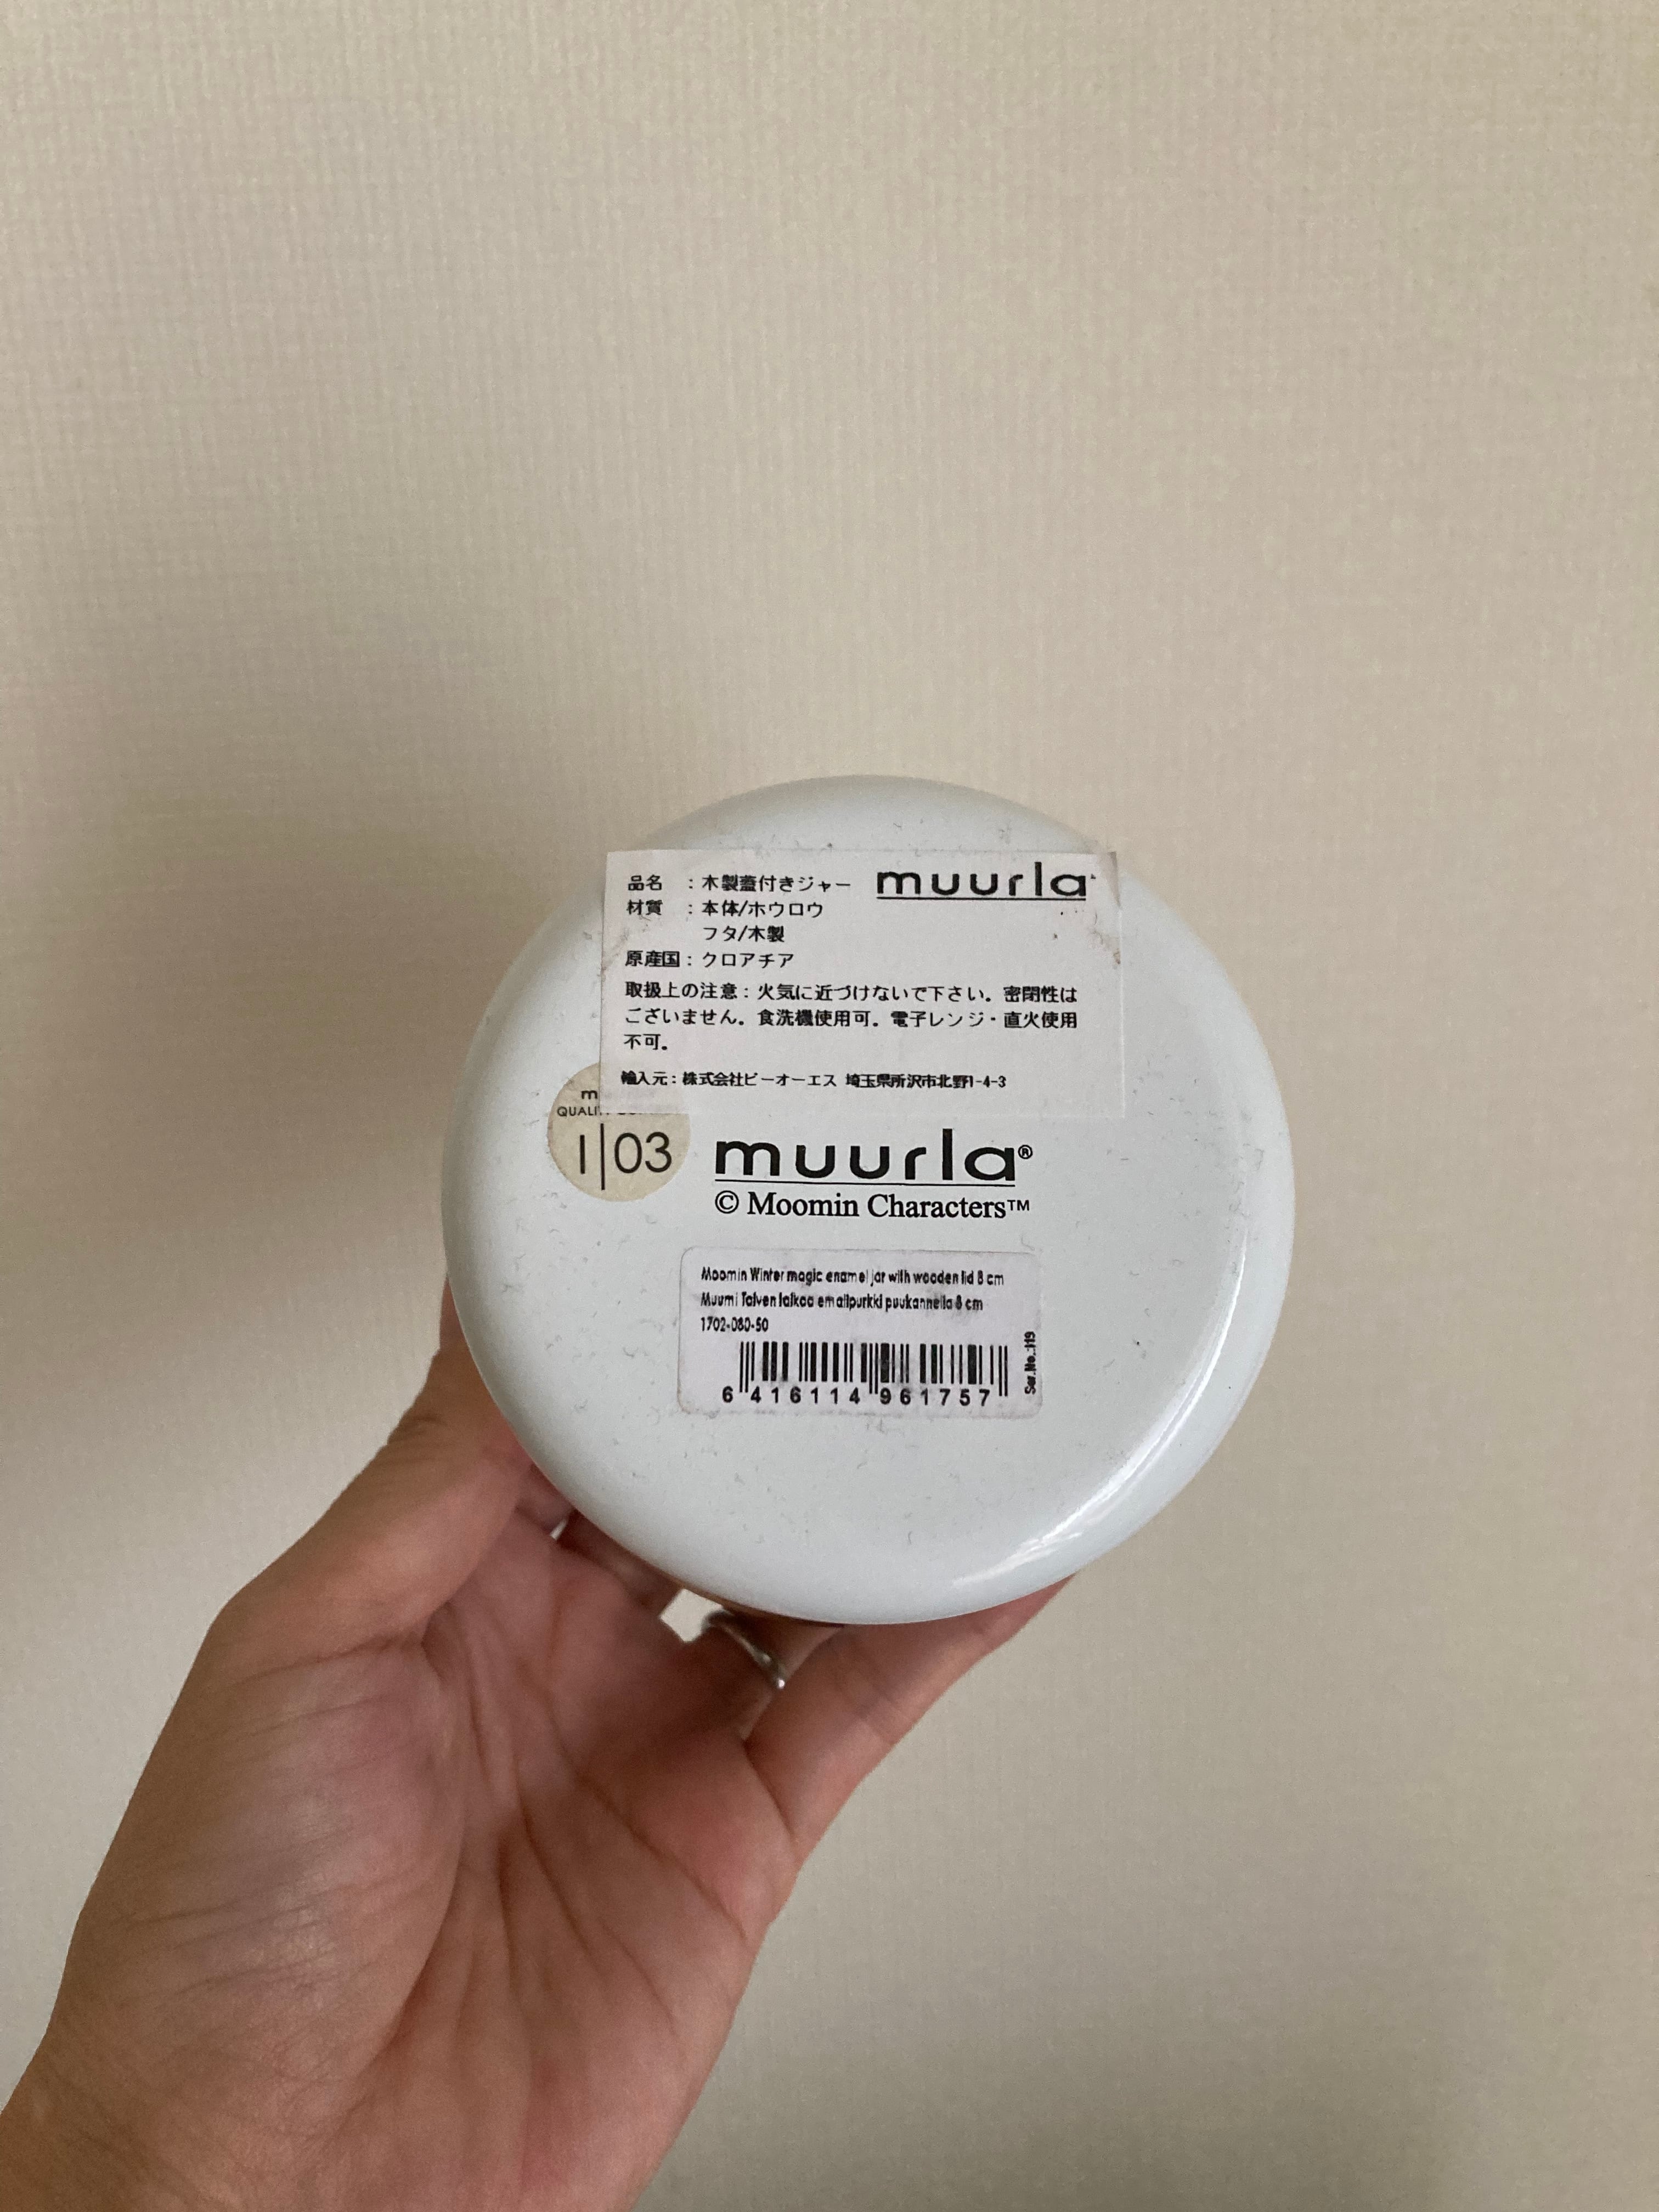 品名　：木製蓋付きジャー
muurla
材質　：本体/ホウロウ
フタ/木製
原産国：クロアチア
取扱上の注意：火気に近づけないで下さい。密閉性は
ございません。食洗機使用可。電子レンジ・直火使用
不可。
輸入元：株式会社ビーオーエス 埼玉県所沢市北野1-4-3
1|03
muurla®
© Moomin Characters™
Moomin Winter magic enamel jar with wooden lid 8 cm
Muumi Talven taikaa emalipurkki puukannella 8 cm
1702-080-50
Ser.No.:119
6 416114 961757